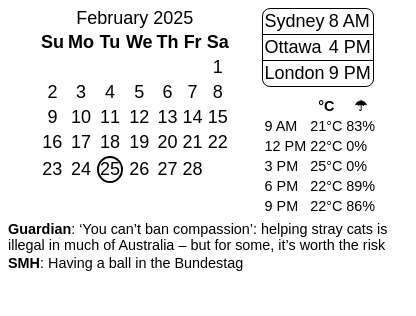 February 2025
Su Mo Tu We Th Fr Sa
1
2 3 4 5 6 7 8
9 10 11 12 13 14 15
16 17 18 19 20 21 22
23 24 25 26 27 28
Sydney 8 AM
Ottawa 4 PM
London 9 PM
°C ☂
9 AM 21°C 83%
12 PM 22°C 0%
3 PM 25°C 0%
6 PM 22°C 89%
9 PM 22°C 86%
Guardian: ‘You can’t ban compassion’: helping stray cats is
illegal in much of Australia – but for some, it’s worth the risk
SMH: Having a ball in the Bundestag